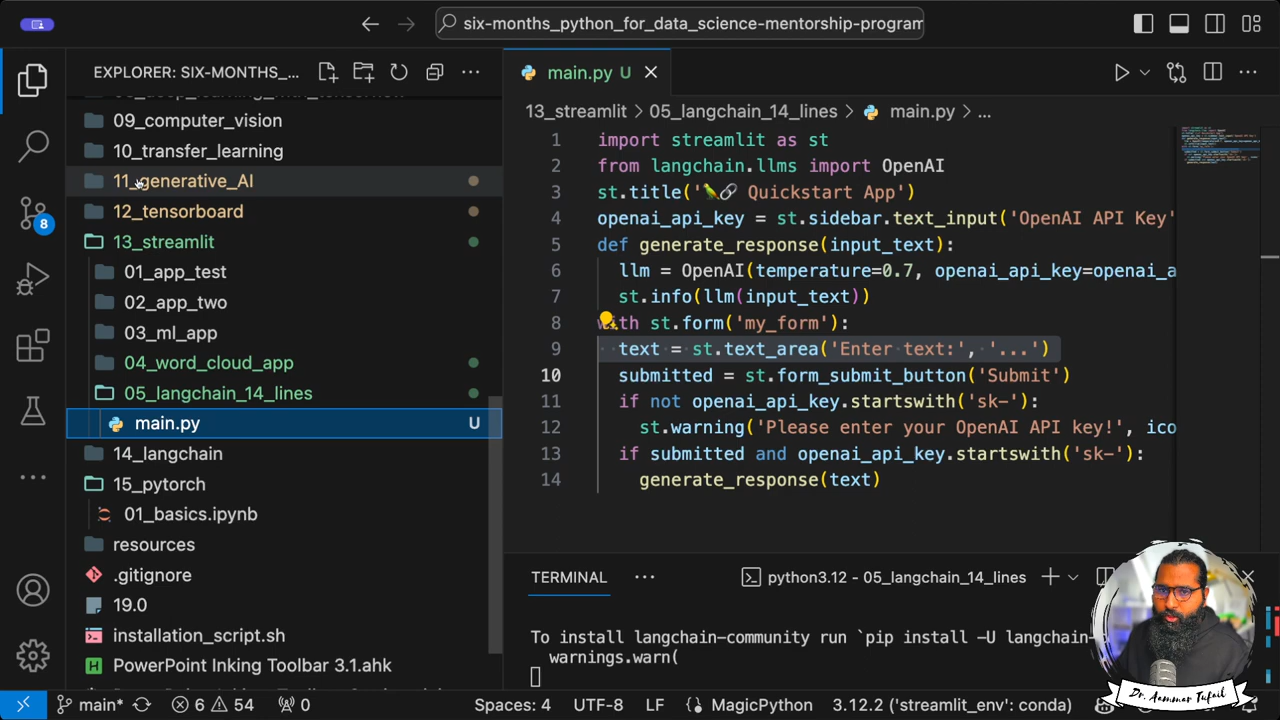 six-months_python_for_data_science-mentorship-program
EXPLORER: SIX-MONTHS_...
09_computer_vision
10_transfer_learning
11_generative_AI
12_tensorboard
13_streamlit
01_app_test
02_app_two
03_ml_app
04_word_cloud_app
05_langchain_14_lines
main.py U
14_langchain
15_pytorch
01_basics.ipynb
resources
.gitignore
19.0
installation_script.sh
PowerPoint Inking Toolbar 3.1.ahk
8
main.py U
13_streamlit > 05_langchain_14_lines > main.py > ...
1 import streamlit as st
2 from langchain.llms import OpenAI
3 st.title('🦜🔗 Quickstart App')
4 openai_api_key = st.sidebar.text_input('OpenAI API Key'
5 def generate_response(input_text):
6 llm = OpenAI(temperature=0.7, openai_api_key=openai_a
7 st.info(llm(input_text))
8 with st.form('my_form'):
9 text = st.text_area('Enter text:', '...')
10 submitted = st.form_submit_button('Submit')
11 if not openai_api_key.startswith('sk-'):
12 st.warning('Please enter your OpenAI API key!', ico
13 if submitted and openai_api_key.startswith('sk-'):
14 generate_response(text)
TERMINAL ... python3.12 - 05_langchain_14_lines
To install langchain-community run `pip install -U langchain-
warnings.warn(
Dr. Aammar Tufail
main* 6 54 0 Spaces: 4 UTF-8 LF MacPython 3.12.2 ('streamlit_env': conda)